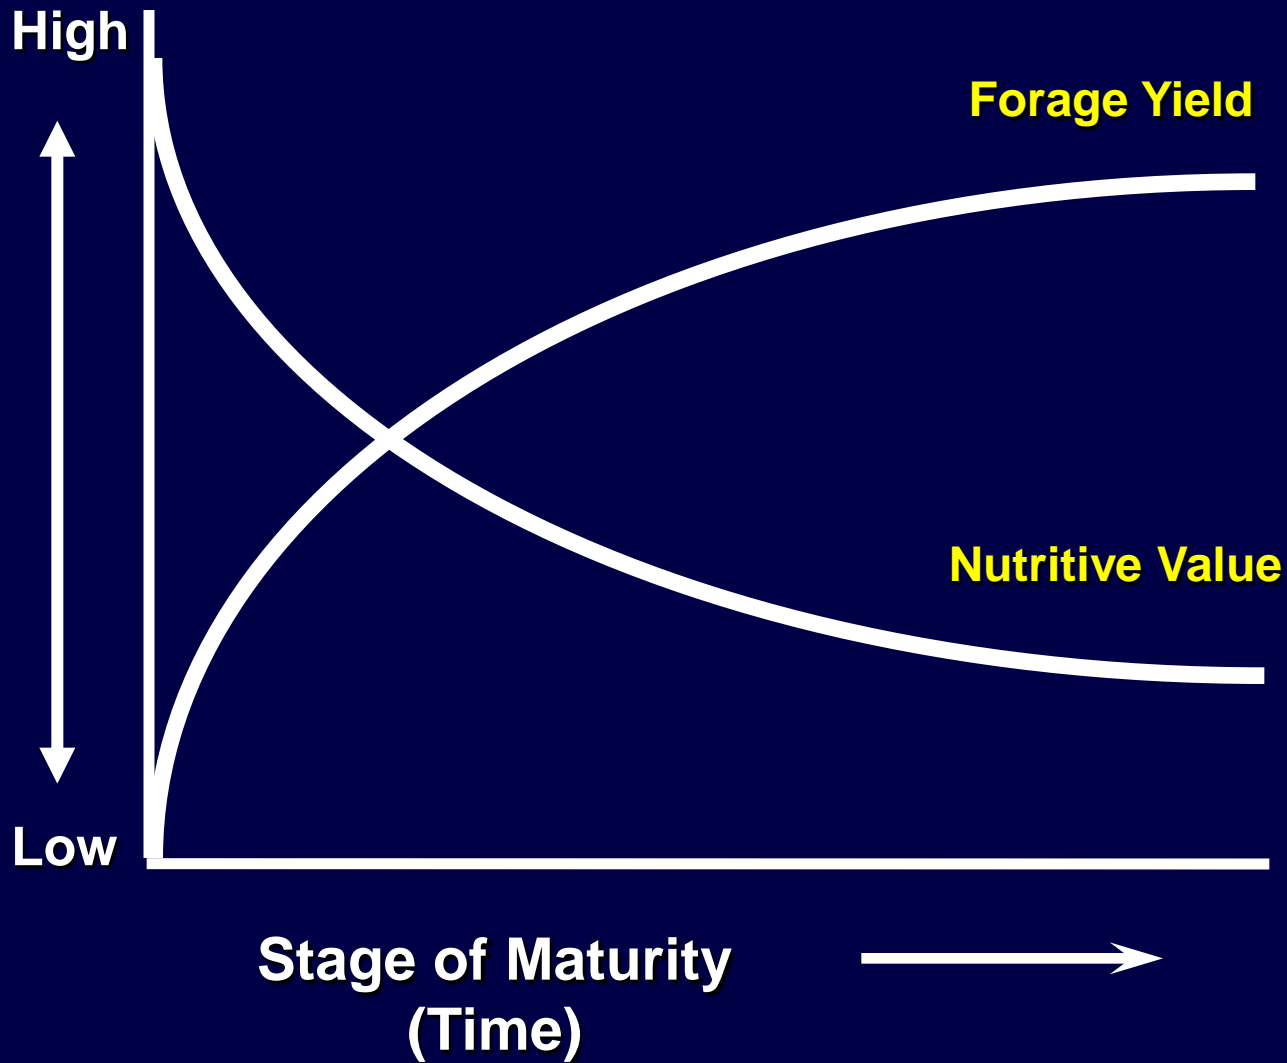 High
Forage Yield
Nutritive Value
Low
Stage of Maturity
(Time)